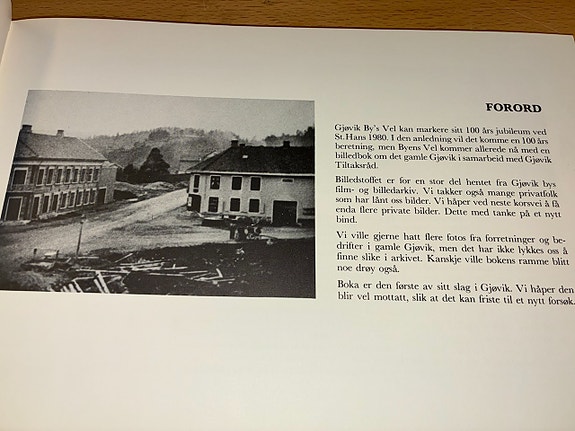 FORORD
Gjøvik By's Vel kan markere sitt 100 års jubileum ved
St.Hans 1980. I den anledning vil det komme en 100 års
beretning, men Byens Vel kommer allerede nå med en
billedbok om det gamle Gjøvik i samarbeid med Gjøvik
Tiltaksråd.
Billedstoffet er for en stor del hentet fra Gjøvik bys
film- og billedarkiv. Vi takker også mange privatfolk
som har lånt oss bilder. Vi håper ved neste korsvei å få
enda flere private bilder. Dette med tanke på et nytt
bind.
Vi ville gjerne hatt flere fotos fra forretninger og be-
drifter i gamle Gjøvik, men det har ikke lykkes oss å
finne slike i arkivet. Kanskje ville bokens ramme blitt
noe drøy også.
Boka er den første av sitt slag i Gjøvik. Vi håper den
blir vel mottatt, slik at det kan friste til et nytt forsøk.